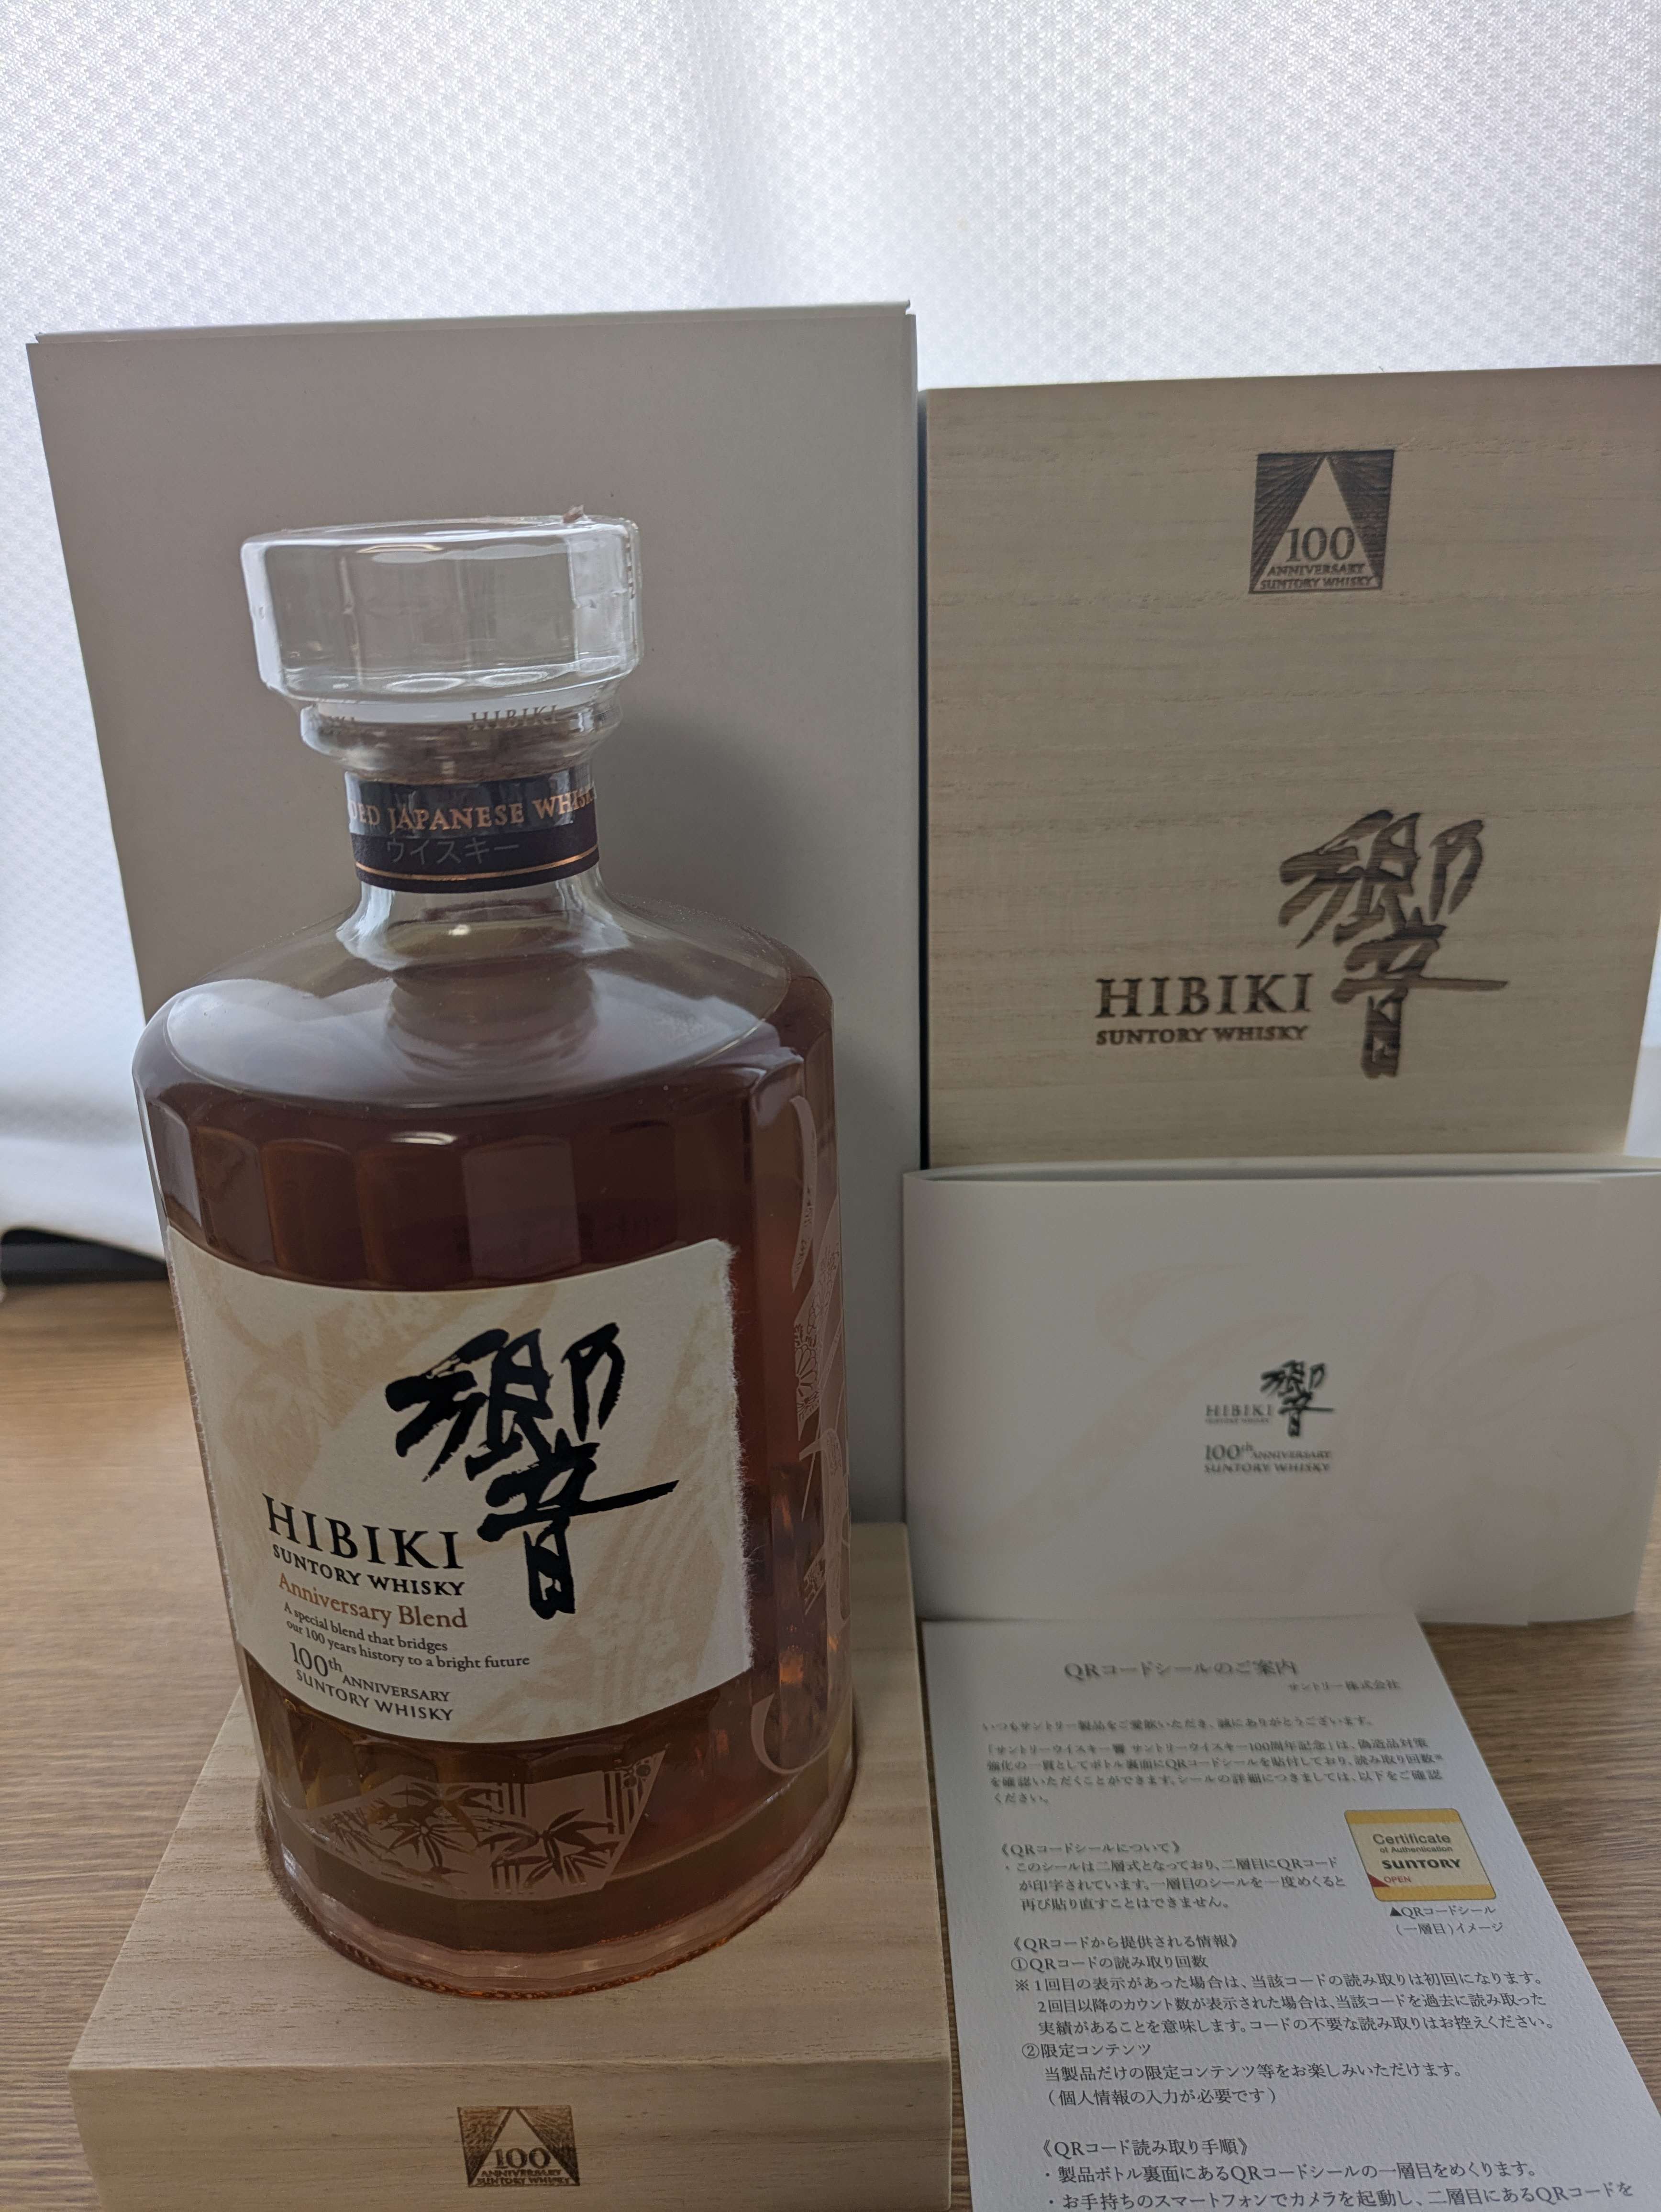 100
ANNIVERSARY
SUNTORY WHISKY
響
HIBIKI
SUNTORY WHISKY
HIBIKI
JAPANESE WHISK
ウイスキー
響
HIBIKI
SUNTORY WHISKY
Anniversary Blend
A special blend that bridges
our 100 years history to a bright future
100th ANNIVERSARY
SUNTORY WHISKY
100
ANNIVERSARY
SUNTORY WHISKY
響
HIBIKI
SUNTORY WHISKY
100th ANNIVERSARY
SUNTORY WHISKY
QRコードシールのご案内
サントリー株式会社
いつもサントリー製品をご愛飲いただき、誠にありがとうございます。
「サントリーウイスキー響 サントリーウイスキー100周年記念」は、偽造品対策
強化の一貫としてボトル裏面にQRコードシールを貼付しており、読み取り回数※
を確認いただくことができます。シールの詳細につきましては、以下をご確認
ください。
《QRコードシールについて》
・このシールは二層式となっており、二層目にQRコード
が印字されています。一層目のシールを一度めくると
再び貼り直すことはできません。
Certificate
of Authentication
SUNTORY
OPEN
▲QRコードシール
(一層目)イメージ
《QRコードから提供される情報》
①QRコードの読み取り回数
※1回目の表示があった場合は、当該コードの読み取りは初回になります。
2回目以降のカウント数が表示された場合は、当該コードを過去に読み取った
実績があることを意味します。コードの不要な読み取りはお控えください。
②限定コンテンツ
当製品だけの限定コンテンツ等をお楽しみいただけます。
(個人情報の入力が必要です)
《QRコード読み取り手順》
・製品ボトル裏面にあるQRコードシールの一層目をめくります。
・お手持ちのスマートフォンでカメラを起動し、二層目にあるQRコードを